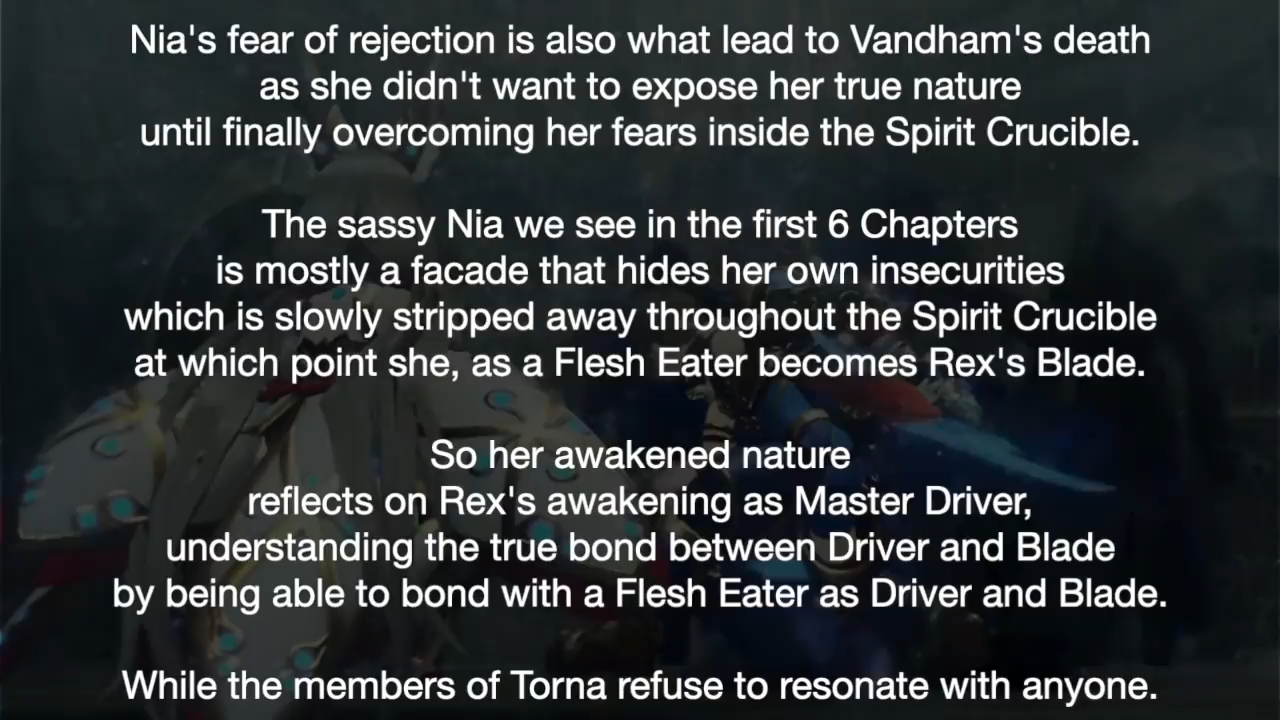 Nia's fear of rejection is also what lead to Vandham's death
as she didn't want to expose her true nature
until finally overcoming her fears inside the Spirit Crucible.
The sassy Nia we see in the first 6 Chapters
is mostly a facade that hides her own insecurities
which is slowly stripped away throughout the Spirit Crucible
at which point she, as a Flesh Eater becomes Rex's Blade.
So her awakened nature
reflects on Rex's awakening as Master Driver,
understanding the true bond between Driver and Blade
by being able to bond with a Flesh Eater as Driver and Blade.
While the members of Torna refuse to resonate with anyone.